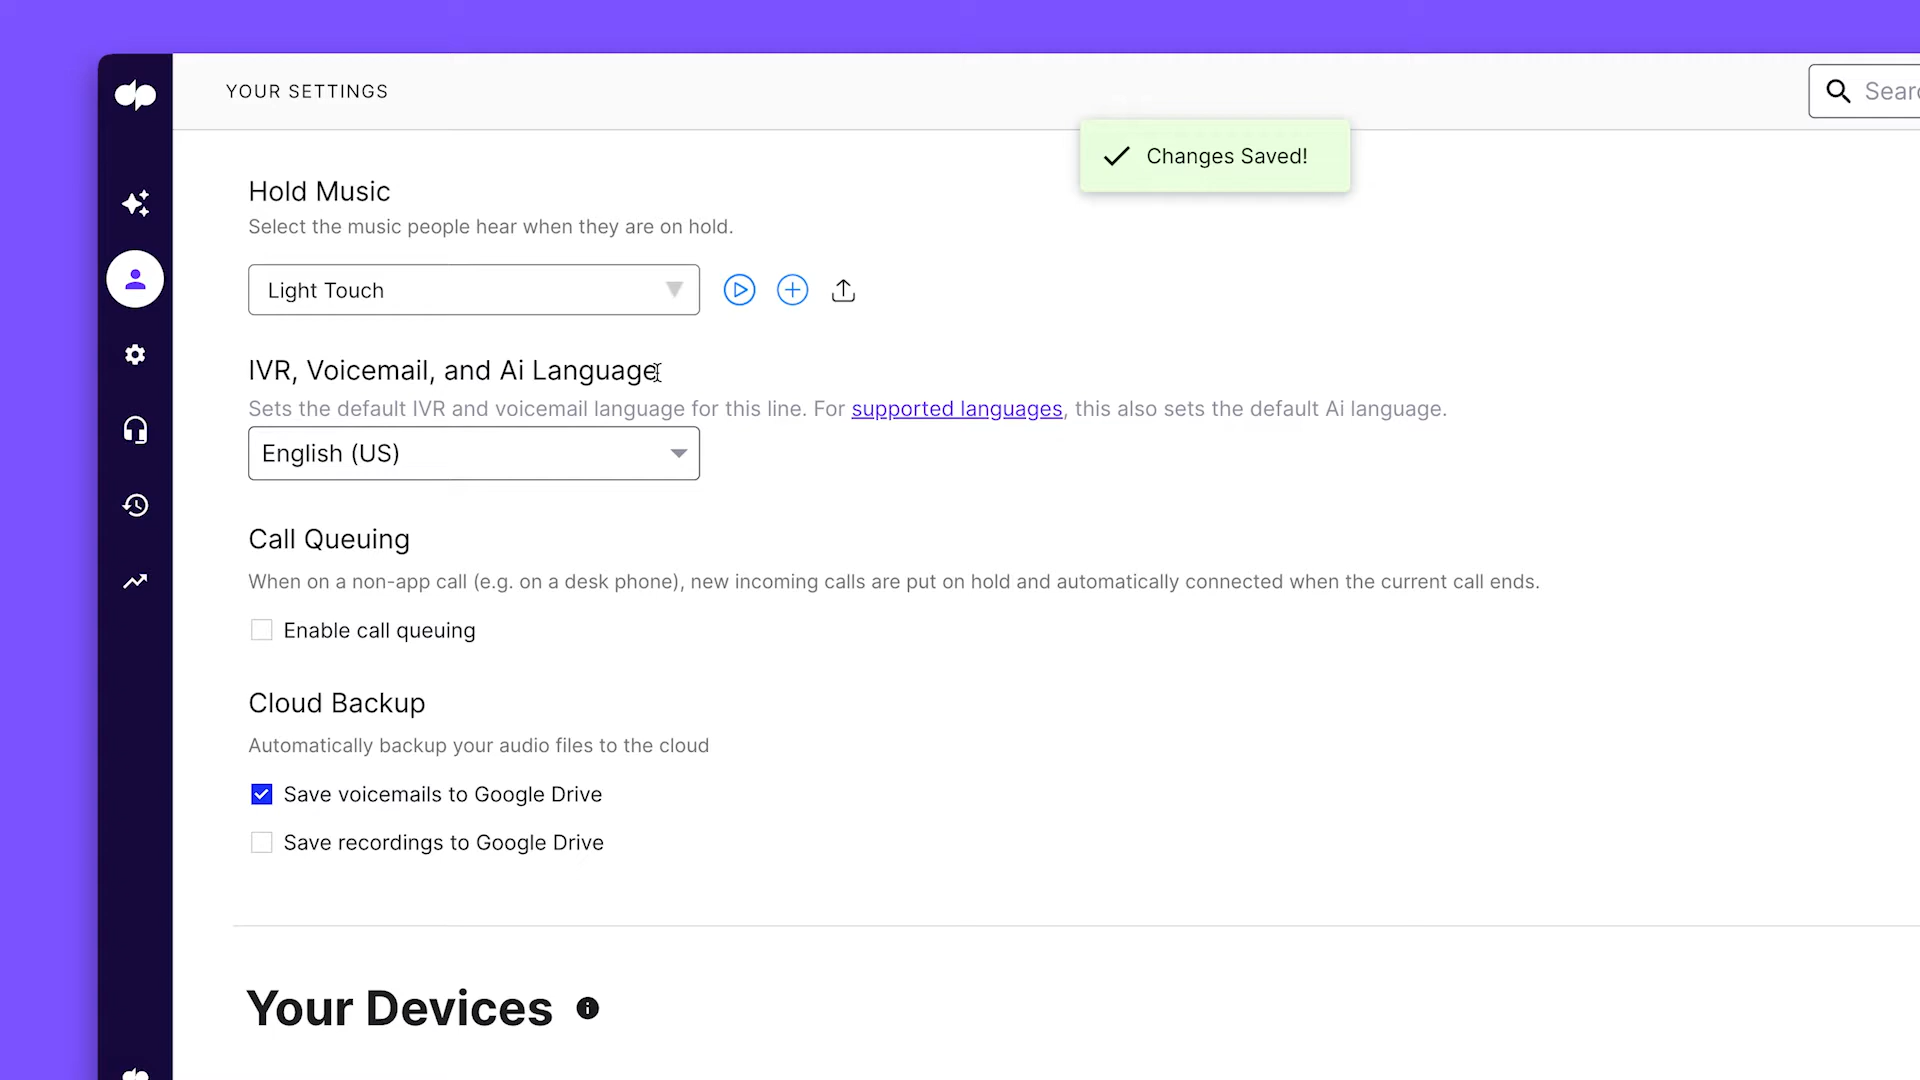 YOUR SETTINGS
Changes Saved!
Hold Music
Select the music people hear when they are on hold.
Light Touch
IVR, Voicemail, and Ai Language
Sets the default IVR and voicemail language for this line. For supported languages, this also sets the default Ai language.
English (US)
Call Queuing
When on a non-app call (e.g. on a desk phone), new incoming calls are put on hold and automatically connected when the current call ends.
Enable call queuing
Cloud Backup
Automatically backup your audio files to the cloud
Save voicemails to Google Drive
Save recordings to Google Drive
Your Devices